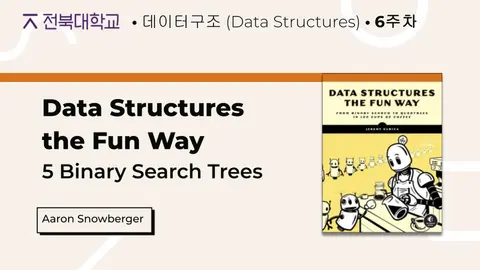 전북대학교 • 데이터구조 (Data Structures) • 6주차
Data Structures
the Fun Way
5 Binary Search Trees
Aaron Snowberger
DATA STRUCTURES
THE FUN WAY
FROM BINARY SEARCH TO QUADTREES
IN 100 CUPS OF COFFEE
JEREMY KUBICA